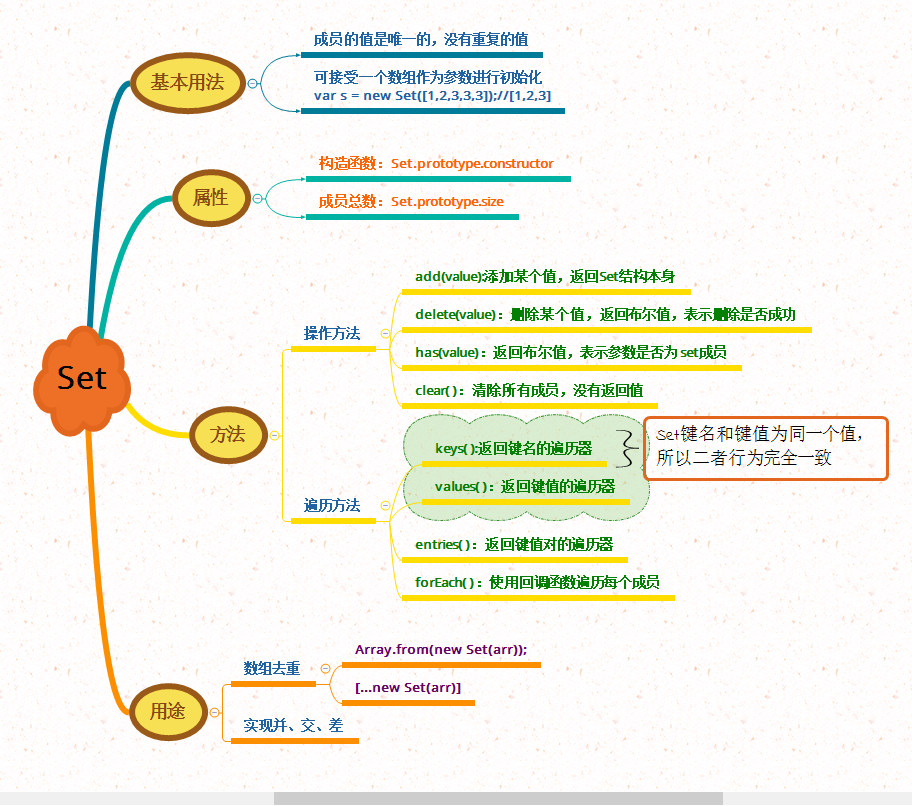 Set
基本用法
成员的值是唯一的，没有重复的值
可接受一个数组作为参数进行初始化
var s = new Set([1,2,3,3,3]);//[1,2,3]
属性
构造函数：Set.prototype.constructor
成员总数：Set.prototype.size
方法
操作方法
add(value):添加某个值，返回Set结构本身
delete(value)：删除某个值，返回布尔值，表示删除是否成功
has(value)：返回布尔值，表示参数是否为 set成员
clear( )：清除所有成员，没有返回值
遍历方法
keys( ):返回键名的遍历器
values( )：返回键值的遍历器
Set键名和键值为同一个值，
所以二者行为完全一致
entries( )：返回键值对的遍历器
forEach( )：使用回调函数遍历每个成员
用途
数组去重
Array.from(new Set(arr));
[...new Set(arr)]
实现并、交、差